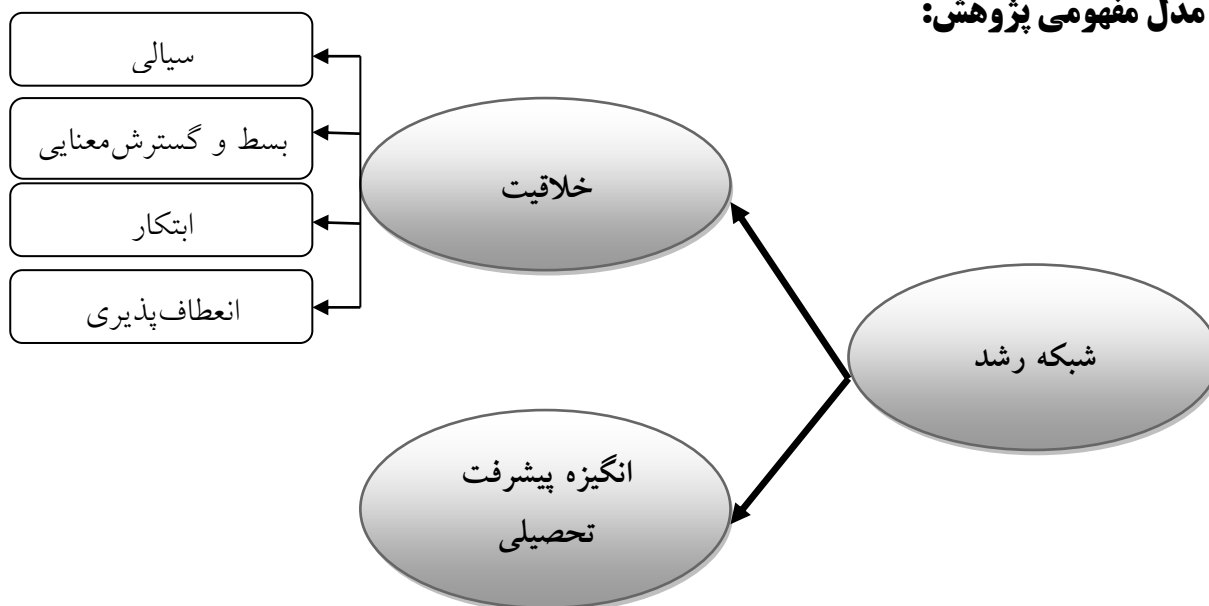 مدل مفهومی پژوهش:
سیالی
بسط و گسترش‌معنایی
ابتکار
انعطاف‌پذیری
خلاقیت
شبکه رشد
انگیزه پیشرفت
تحصیلی